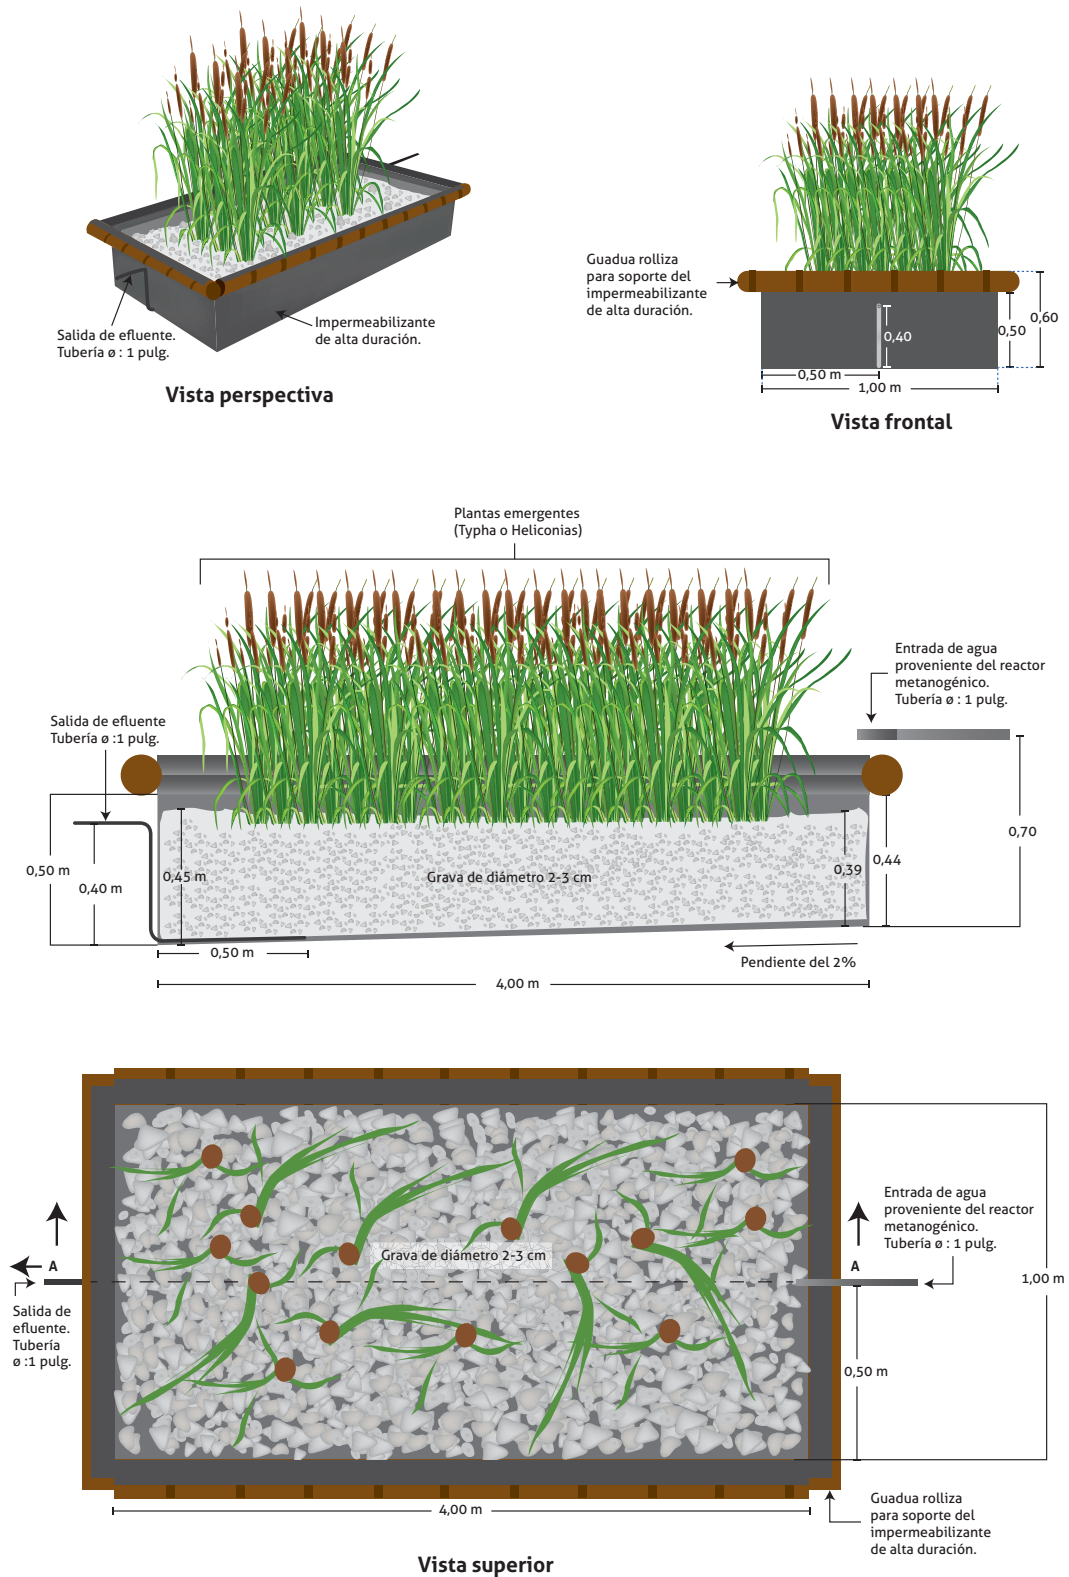 Salida de efluente.
Tubería ø : 1 pulg.
Impermeabilizante
de alta duración.
Vista perspectiva
Guadua rolliza
para soporte del
impermeabilizante
de alta duración.
0,40
0,50
0,60
0,50 m
1,00 m
Vista frontal
Plantas emergentes
(Typha o Heliconias)
Entrada de agua
proveniente del reactor
metanogénico.
Tubería ø : 1 pulg.
Salida de efluente
Tubería ø :1 pulg.
0,50 m
0,40 m
0,45 m
Grava de diámetro 2-3 cm
0,39
0,44
0,70
0,50 m
Pendiente del 2%
4,00 m
Entrada de agua
proveniente del reactor
metanogénico.
Tubería ø : 1 pulg.
Grava de diámetro 2-3 cm
A
A
1,00 m
Salida de
efluente.
Tubería
ø :1 pulg.
0,50 m
4,00 m
Guadua rolliza
para soporte del
impermeabilizante
de alta duración.
Vista superior